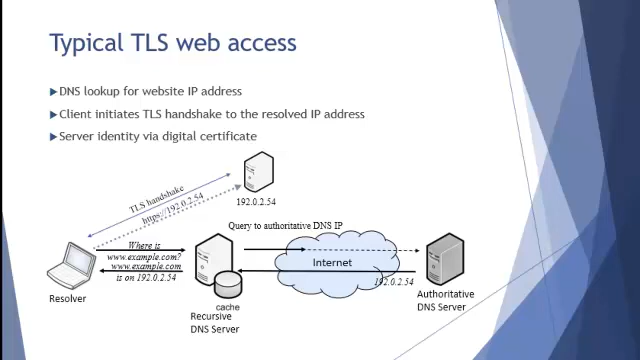 Typical TLS web access
DNS lookup for website IP address
Client initiates TLS handshake to the resolved IP address
Server identity via digital certificate
TLS handshake
https://192.0.2.54
192.0.2.54
Query to authoritative DNS IP
Where is
www.example.com?
www.example.com
is on 192.0.2.54
Internet
192.0.2.54
Resolver
cache
Recursive
DNS Server
Authoritative
DNS Server